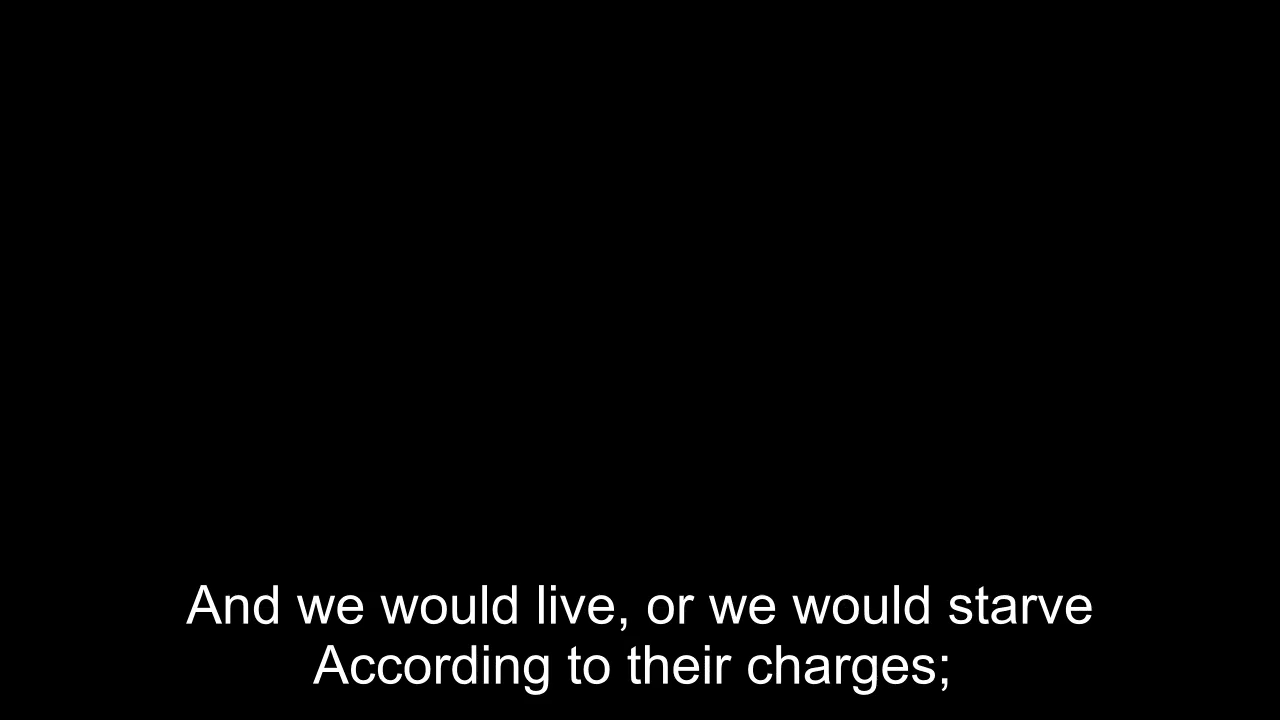 And we would live, or we would starve
According to their charges;